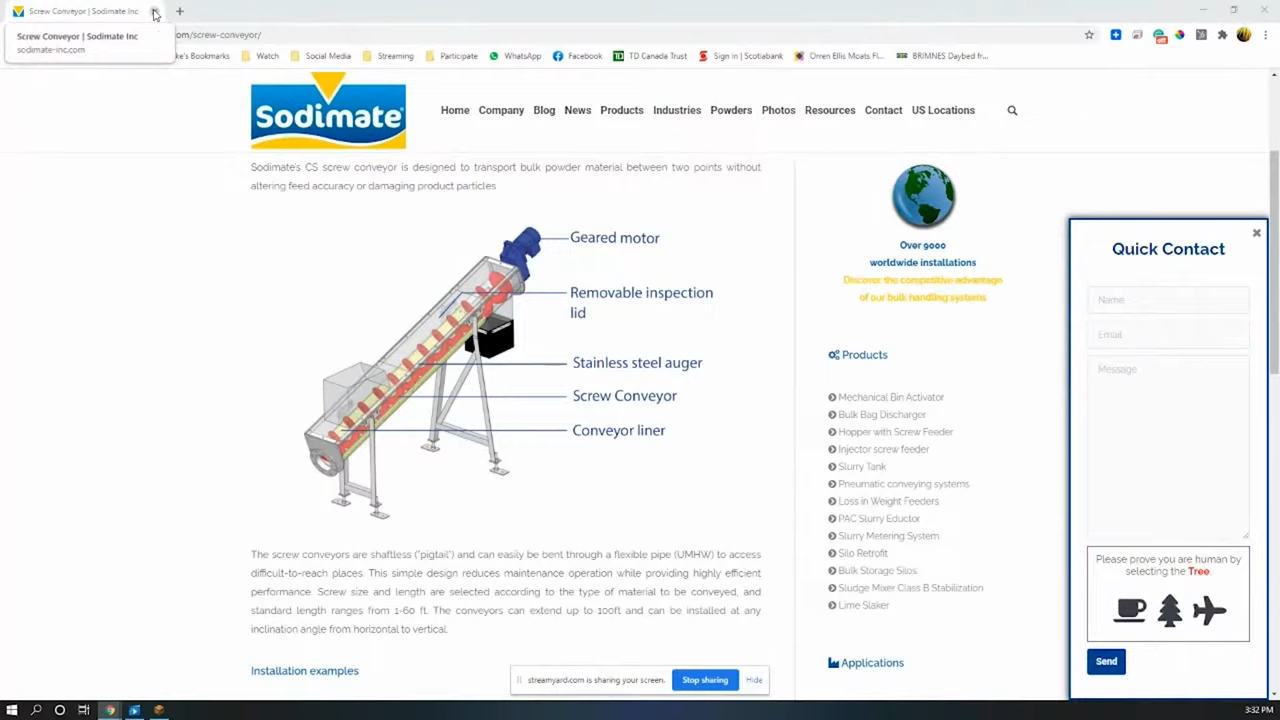 Screw Conveyor | Sodimate Inc
Screw Conveyor | Sodimate Inc
sodimate-inc.com
om/screw-conveyor/
ke's Bookmarks
Watch
Social Media
Streaming
Participate
WhatsApp
Facebook
TD Canada Trust
Sign in | Scotiabank
Orren Ellis Moats Fi...
BRIMNES Daybed fr...
Sodimate
Home
Company
Blog
News
Products
Industries
Powders
Photos
Resources
Contact
US Locations
Sodimate's CS screw conveyor is designed to transport bulk powder material between two points without
altering feed accuracy or damaging product particles
Geared motor
Removable inspection
lid
Stainless steel auger
Screw Conveyor
Conveyor liner
The screw conveyors are shaftless ("pigtail") and can easily be bent through a flexible pipe (UMHW) to access
difficult-to-reach places. This simple design reduces maintenance operation while providing highly efficient
performance. Screw size and length are selected according to the type of material to be conveyed, and
standard length ranges from 1-60 ft. The conveyors can extend up to 100ft and can be installed at any
inclination angle from horizontal to vertical.
Installation examples
Over 9000
worldwide installations
Discover the competitive advantage
of our bulk handling systems
Products
Mechanical Bin Activator
Bulk Bag Discharger
Hopper with Screw Feeder
Injector screw feeder
Slurry Tank
Pneumatic conveying systems
Loss in Weight Feeders
PAC Slurry Eductor
Slurry Metering System
Silo Retrofit
Bulk Storage Silos
Sludge Mixer Class B Stabilization
Lime Slaker
Applications
Quick Contact
Name
Email
Message
Please prove you are human by
selecting the Tree.
Send
streamyard.com is sharing your screen.
Stop sharing
Hide
3:32 PM